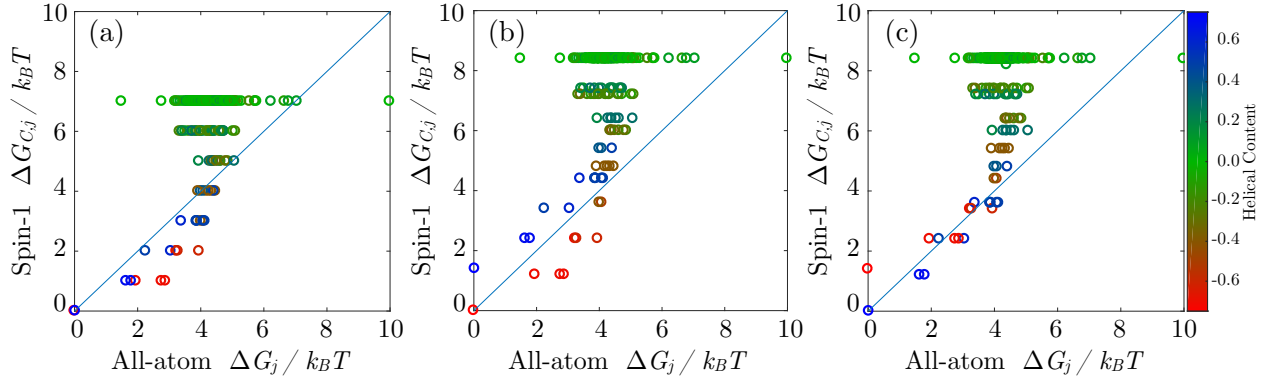 (a)
10
8
6
4
2
0
Spin-1 ΔG_{C,j} / k_BT
0 2 4 6 8 10
All-atom ΔG_j / k_BT
(b)
10
8
6
4
2
0
Spin-1 ΔG_{C,j} / k_BT
0 2 4 6 8 10
All-atom ΔG_j / k_BT
(c)
10
8
6
4
2
0
Spin-1 ΔG_{C,j} / k_BT
0 2 4 6 8 10
All-atom ΔG_j / k_BT
0.6
0.4
0.2
0.0
-0.2
-0.4
-0.6
Helical Content